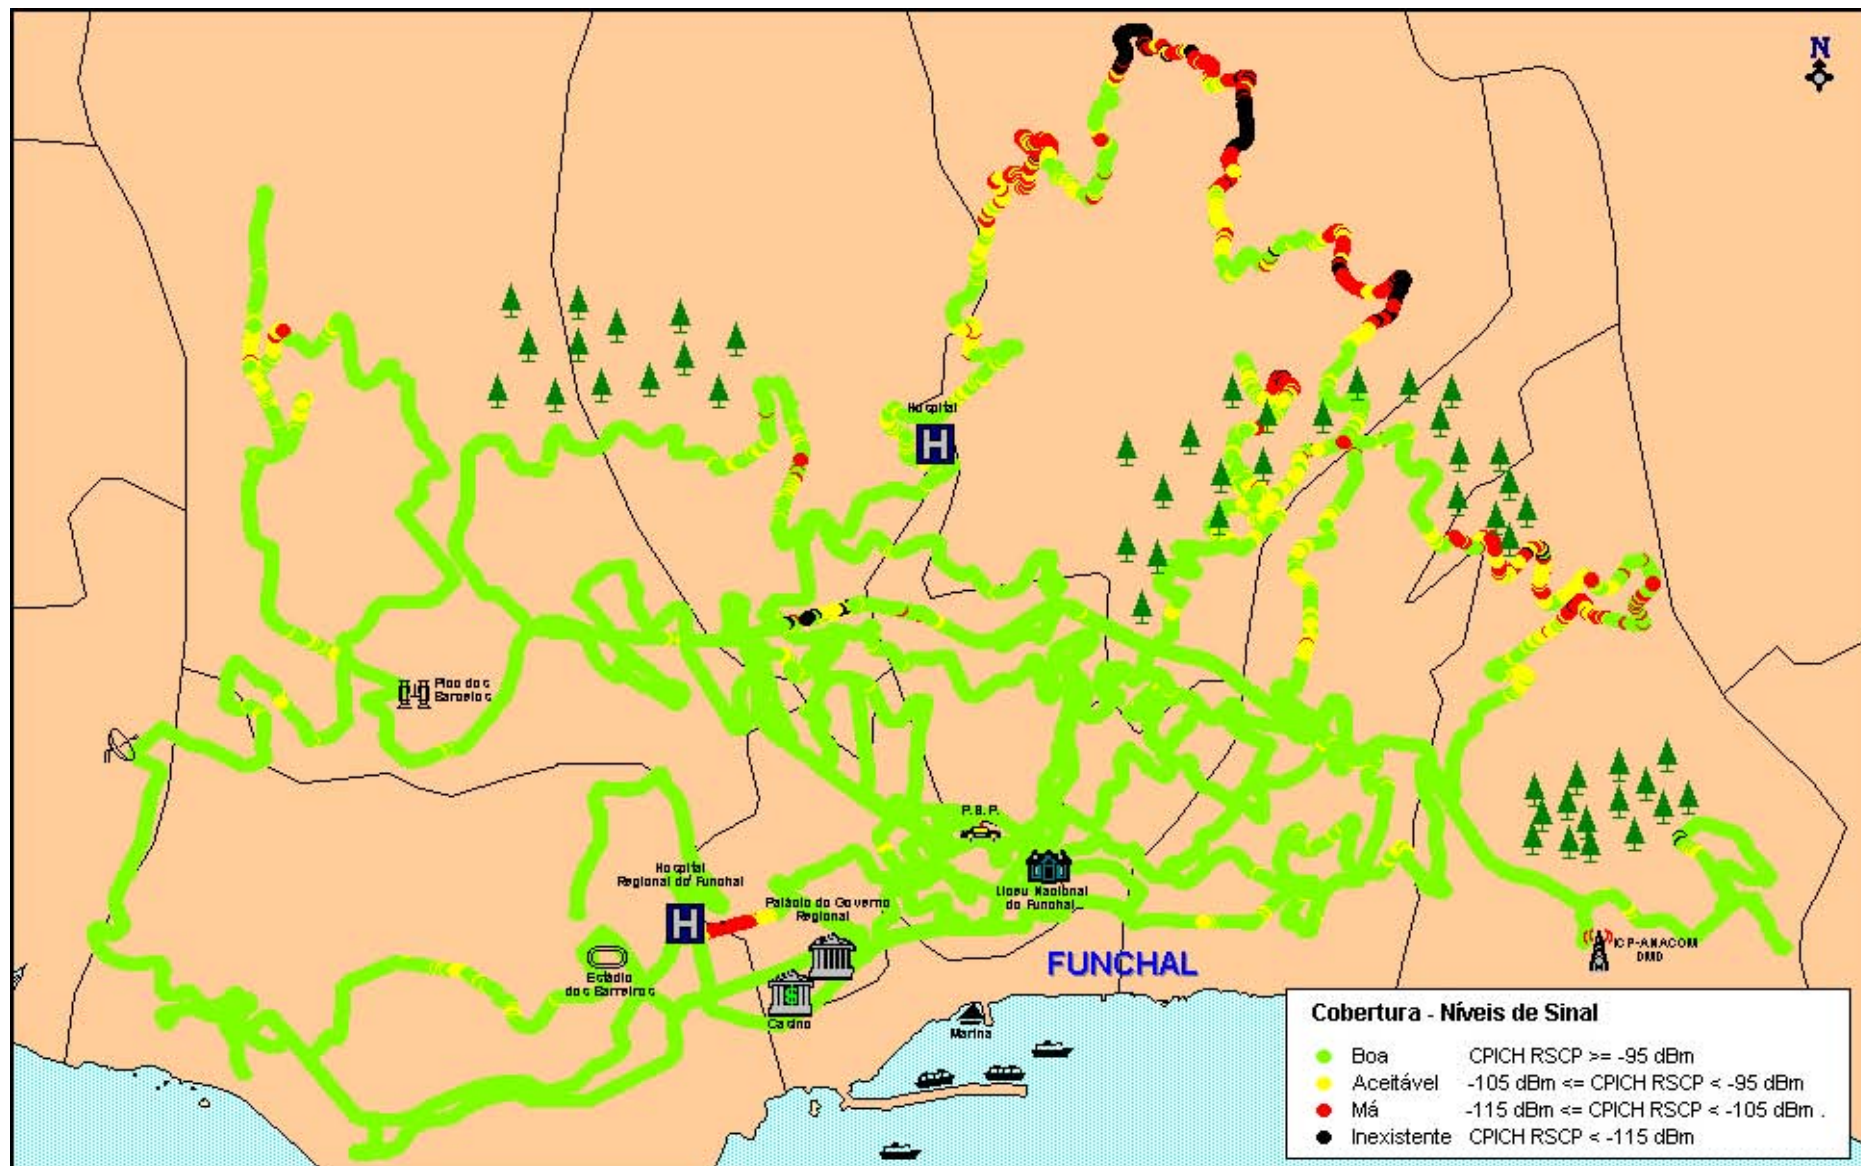 N
Hospital
Pico dos
Barcelos
P.S.P.
Hospital
Regional do Funchal
Liceu Nacional
do Funchal
Palácio do Governo
Regional
ICP-ANACOM
DMO
FUNCHAL
Estádio
dos Barreiros
Casino
Marina
Cobertura - Níveis de Sinal
Boa CPICH RSCP >= -95 dBm
Aceitável -105 dBm <= CPICH RSCP < -95 dBm
Má -115 dBm <= CPICH RSCP < -105 dBm .
Inexistente CPICH RSCP < -115 dBm